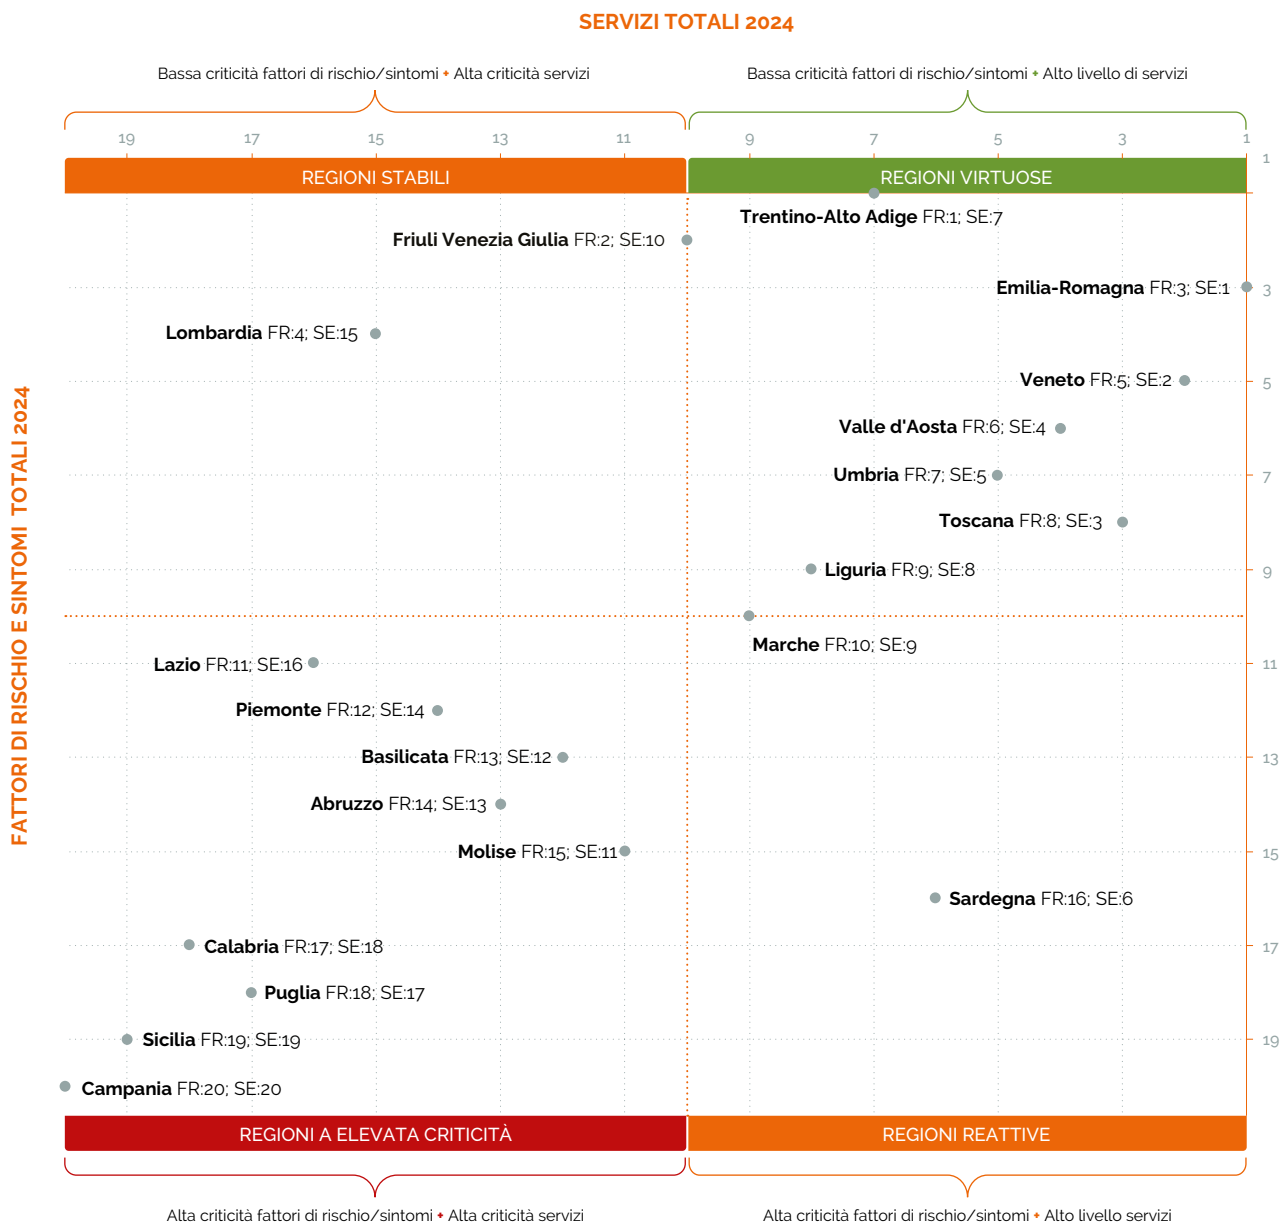 SERVIZI TOTALI 2024
Bassa criticità fattori di rischio/sintomi + Alta criticità servizi
Bassa criticità fattori di rischio/sintomi + Alto livello di servizi
19 17 15 13 11 9 7 5 3 1
1
REGIONI STABILI
REGIONI VIRTUOSE
Trentino-Alto Adige FR:1; SE:7
Friuli Venezia Giulia FR:2; SE:10
Emilia-Romagna FR:3; SE:1
3
Lombardia FR:4; SE:15
Veneto FR:5; SE:2
5
Valle d'Aosta FR:6; SE:4
Umbria FR:7; SE:5
7
Toscana FR:8; SE:3
Liguria FR:9; SE:8
9
FATTORI DI RISCHIO E SINTOMI TOTALI 2024
Marche FR:10; SE:9
Lazio FR:11; SE:16
11
Piemonte FR:12; SE:14
Basilicata FR:13; SE:12
13
Abruzzo FR:14; SE:13
Molise FR:15; SE:11
15
Sardegna FR:16; SE:6
Calabria FR:17; SE:18
17
Puglia FR:18; SE:17
Sicilia FR:19; SE:19
19
Campania FR:20; SE:20
REGIONI A ELEVATA CRITICITÀ
REGIONI REATTIVE
Alta criticità fattori di rischio/sintomi + Alta criticità servizi
Alta criticità fattori di rischio/sintomi + Alto livello servizi